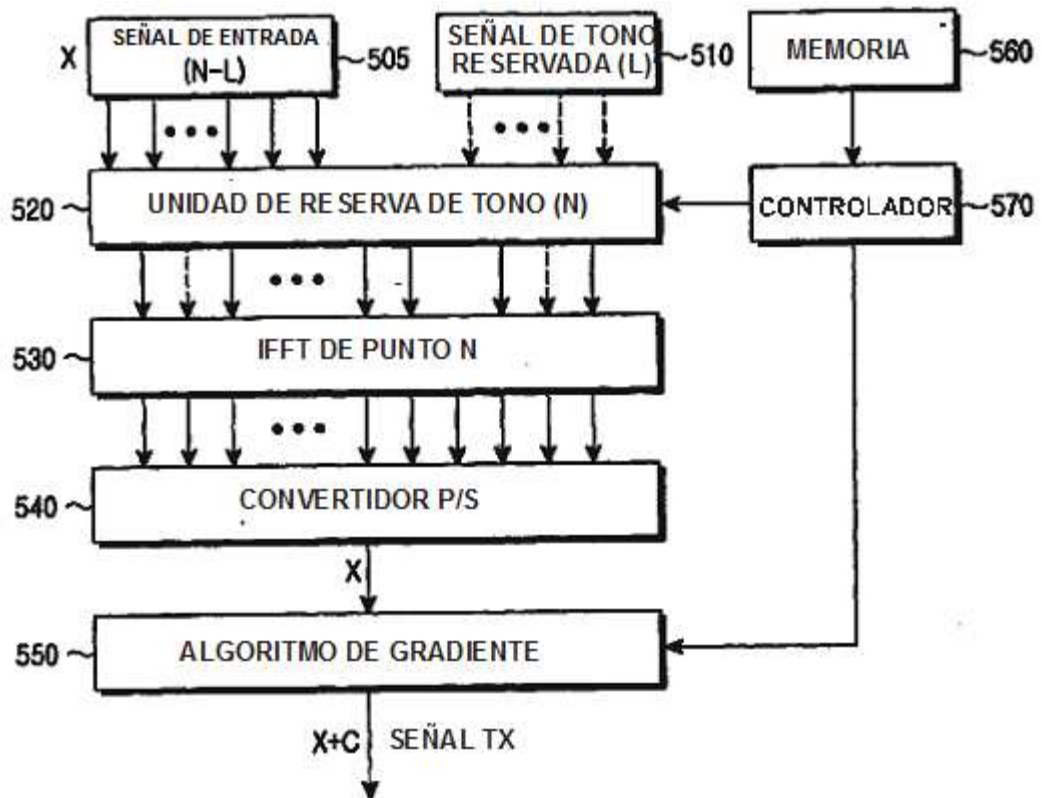 X
SEÑAL DE ENTRADA
(N-L)
505
SEÑAL DE TONO
RESERVADA (L)
510
MEMORIA
560
520
UNIDAD DE RESERVA DE TONO (N)
CONTROLADOR
570
530
IFFT DE PUNTO N
540
CONVERTIDOR P/S
X
550
ALGORITMO DE GRADIENTE
X+C
SEÑAL TX